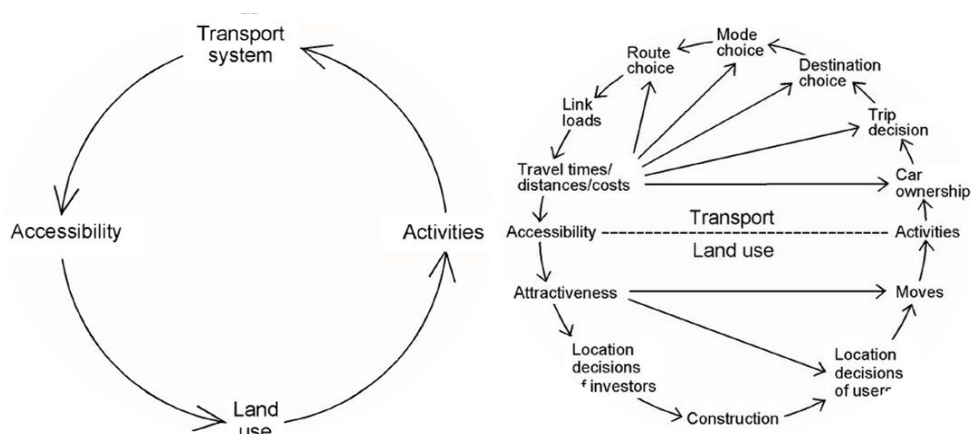 Transport
system
Accessibility
Activities
Land
use
Mode
choice
Route
choice
Destination
choice
Link
loads
Trip
decision
Travel times/
distances/costs
Car
ownership
Transport
Accessibility
Activities
Land use
Attractiveness
Moves
Location
decisions
f investors
Location
decisions
of users
Construction